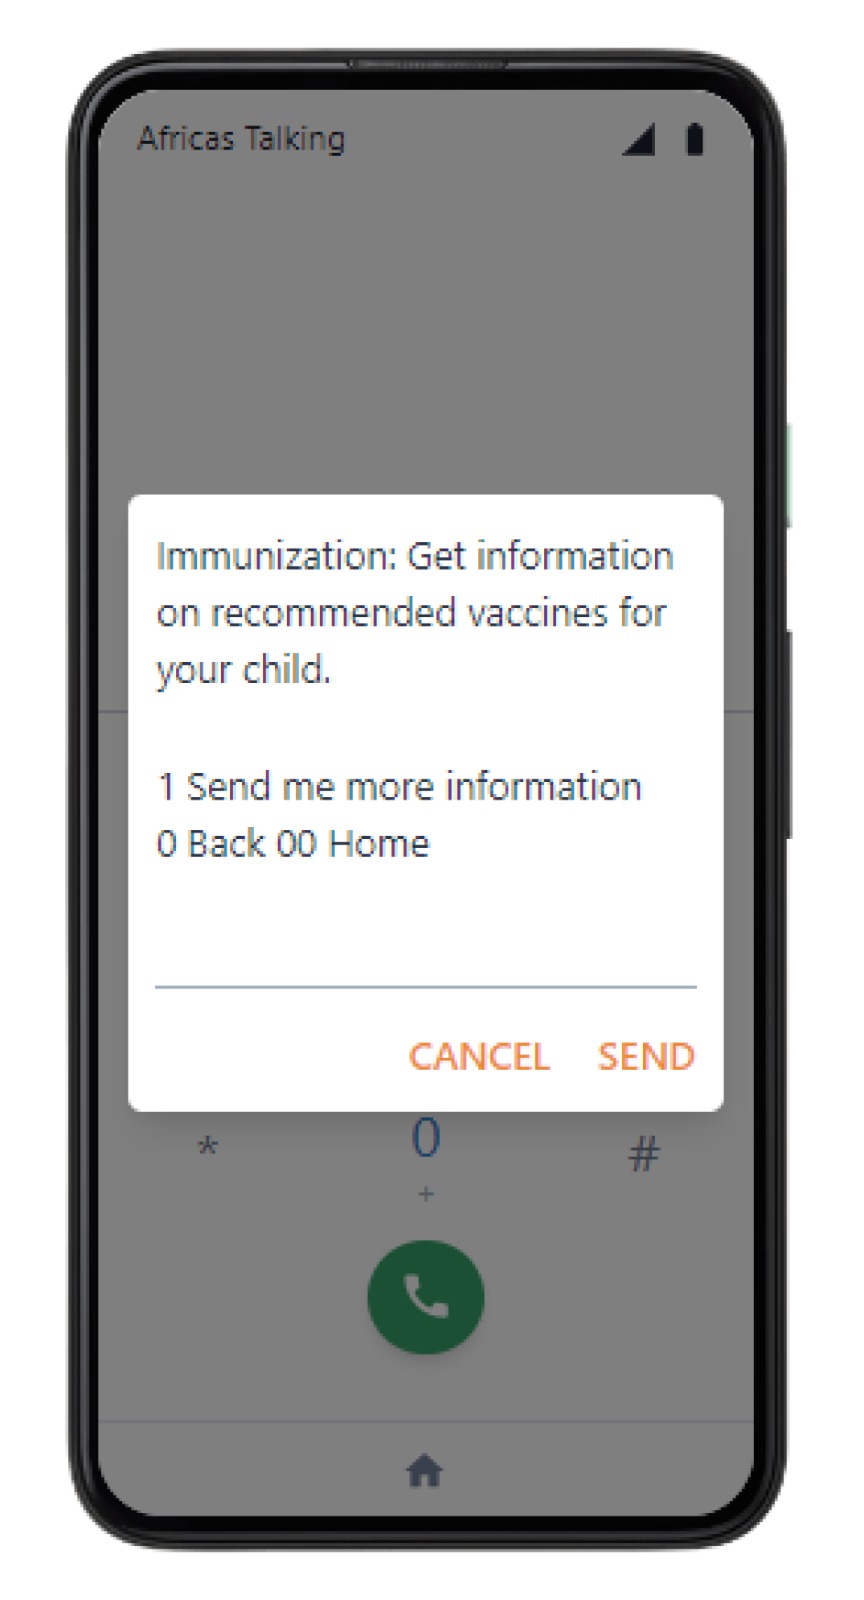 Africas Talking
Immunization: Get information
on recommended vaccines for
your child.
1 Send me more information
0 Back 00 Home
CANCEL SEND
* 0 #
+